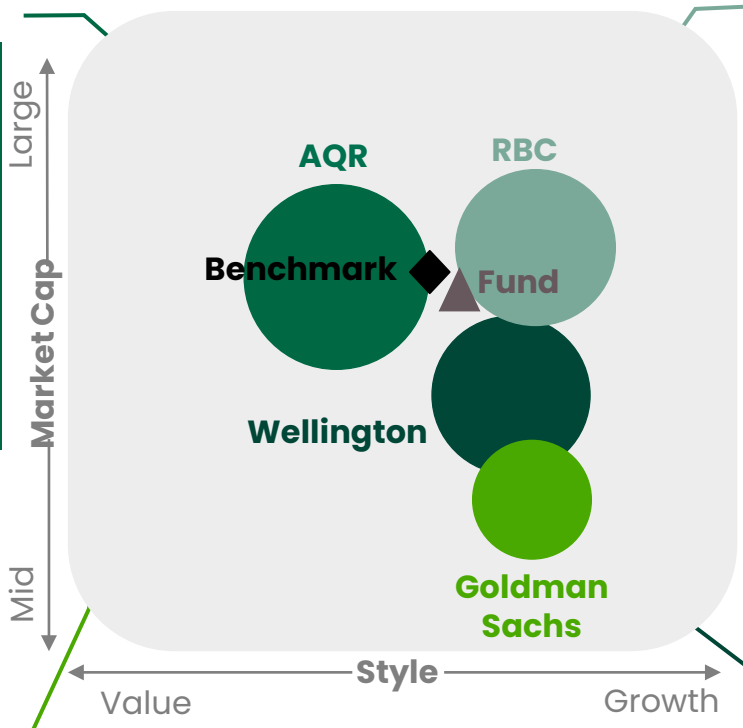 Large
AQR
RBC
Benchmark
Fund
Market Cap
Wellington
Mid
Goldman
Sachs
Style
Value
Growth